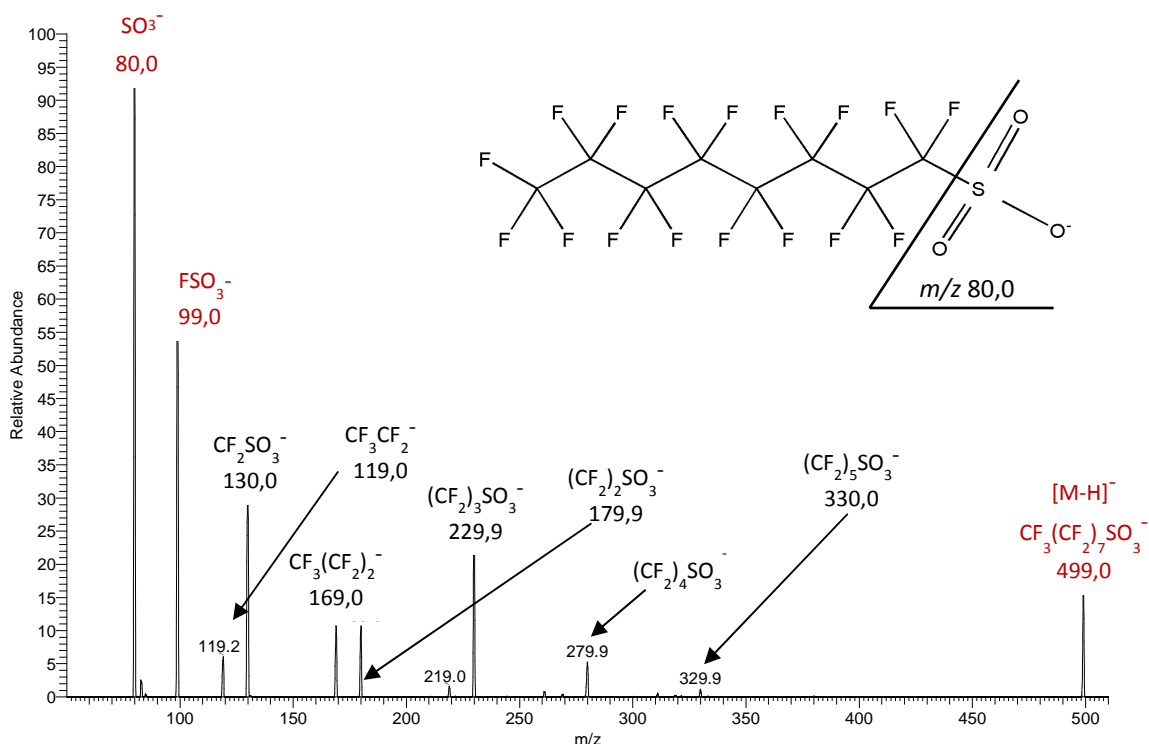 SO3⁻
80,0
FSO₃-
99,0
CF₂SO₃⁻
130,0
CF₃CF₂⁻
119,0
CF₃(CF₂)₂⁻
169,0
(CF₂)₃SO₃⁻
229,9
(CF₂)₂SO₃⁻
179,9
(CF₂)₄SO₃⁻
(CF₂)₅SO₃⁻
330,0
[M-H]⁻
CF₃(CF₂)₇SO₃⁻
499,0
F F F F F F F F
F
F F F F F F F F
S
O
O
O⁻
m/z 80,0
119.2
219.0
279.9
329.9
Relative Abundance
100
95
90
85
80
75
70
65
60
55
50
45
40
35
30
25
20
15
10
5
0
100 150 200 250 300 350 400 450 500
m/z